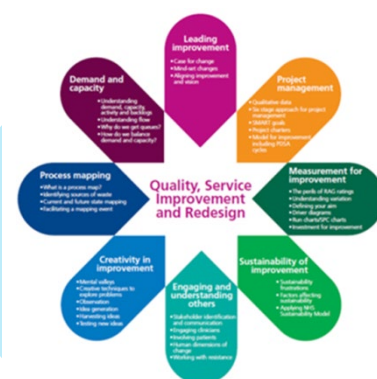 Leading
improvement
•Case for change
•Mind-set changes
•Aligning improvement
and vision
Project
management
•Qualitative data
•Six-stage approach for project
management
•SMART goals
•Project charters
•Model for improvement
including PDSA
cycles
Measurement for
improvement
•The perils of RAG ratings
•Understanding variation
•Defining your aim
•Driver diagrams
•Run charts/SPC charts
•Investment for improvement
Sustainability of
improvement
•Sustainability
frustrations
•Factors affecting
sustainability
•Applying NHS
Sustainability Model
Engaging and
understanding
others
•Stakeholder identification
and communication
•Engaging clinicians
•Involving patients
•Human dimensions of
change
•Working with resistance
Creativity in
improvement
•Mental valleys
•Creative techniques to
explore problems
•Observation
•Idea generation
•Harvesting ideas
•Testing new ideas
Process mapping
•What is a process map?
•Identifying sources of waste
•Current and future state mapping
•Facilitating a mapping event
Demand and
capacity
•Understanding
demand, capacity,
activity and backlogs
•Understanding flow
•Why do we get queues?
•How do we balance
demand and capacity?
Quality, Service
Improvement
and Redesign